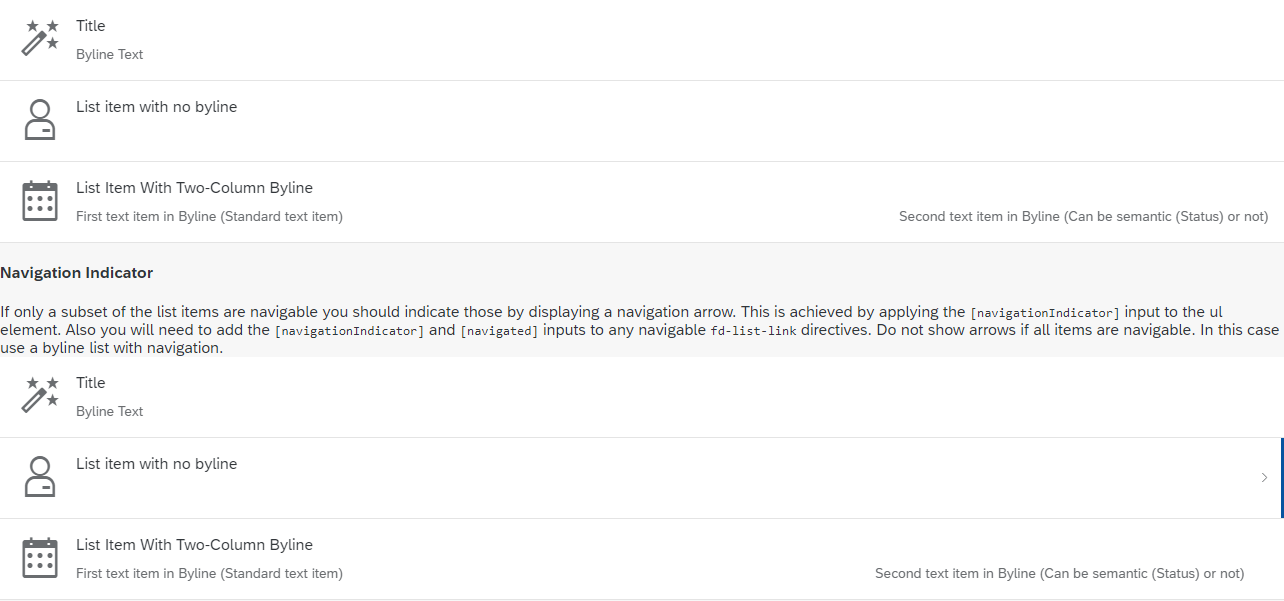 Title
Byline Text
List item with no byline
List Item With Two-Column Byline
First text item in Byline (Standard text item) Second text item in Byline (Can be semantic (Status) or not)
Navigation Indicator
If only a subset of the list items are navigable you should indicate those by displaying a navigation arrow. This is achieved by applying the [navigationIndicator] input to the ul
element. Also you will need to add the [navigationIndicator] and [navigated] inputs to any navigable fd-list-link directives. Do not show arrows if all items are navigable. In this case
use a byline list with navigation.
Title
Byline Text
List item with no byline
List Item With Two-Column Byline
First text item in Byline (Standard text item) Second text item in Byline (Can be semantic (Status) or not)